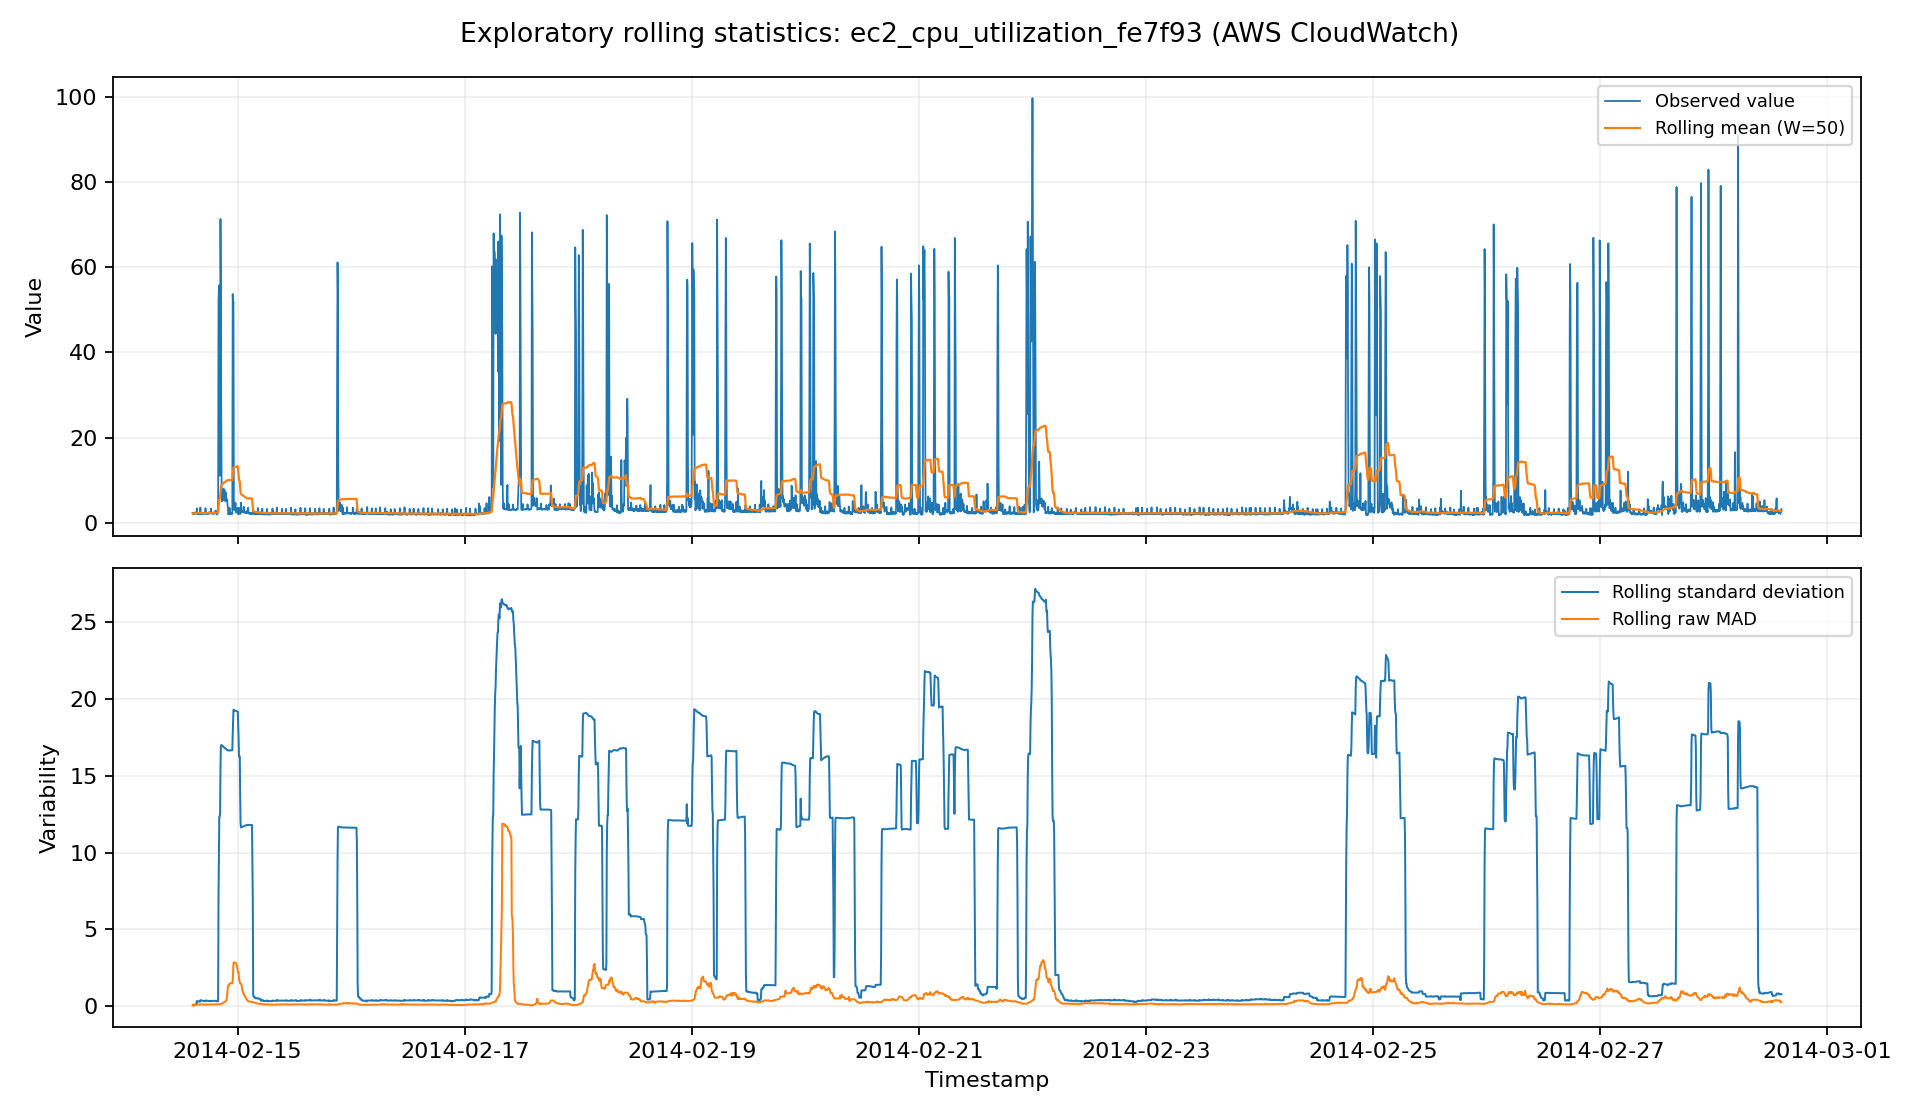 Exploratory rolling statistics: ec2_cpu_utilization_fe7f93 (AWS CloudWatch)
Observed value
Rolling mean (W=50)
Value
100
80
60
40
20
0
Rolling standard deviation
Rolling raw MAD
Variability
25
20
15
10
5
0
2014-02-15
2014-02-17
2014-02-19
2014-02-21
2014-02-23
2014-02-25
2014-02-27
2014-03-01
Timestamp